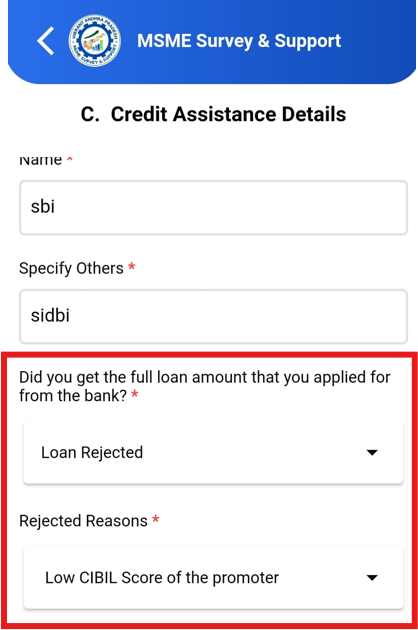 MSME Survey & Support
C. Credit Assistance Details
Name *
sbi
Specify Others *
sidbi
Did you get the full loan amount that you applied for
from the bank? *
Loan Rejected
Rejected Reasons *
Low CIBIL Score of the promoter